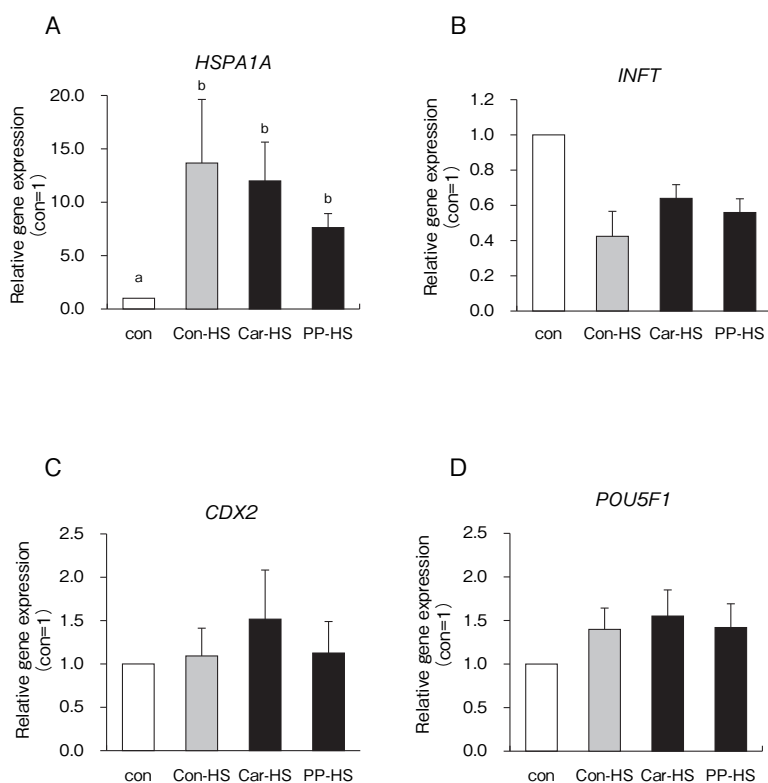 A
HSPA1A
Relative gene expression
(con=1)
20.0
15.0
10.0
5.0
0.0
a
b
b
b
con Con-HS Car-HS PP-HS
B
INFT
Relative gene expression
(con=1)
1.2
1.0
0.8
0.6
0.4
0.2
0.0
con Con-HS Car-HS PP-HS
C
CDX2
Relative gene expression
(con=1)
2.5
2.0
1.5
1.0
0.5
0.0
con Con-HS Car-HS PP-HS
D
POU5F1
Relative gene expression
(con=1)
2.5
2.0
1.5
1.0
0.5
0.0
con Con-HS Car-HS PP-HS